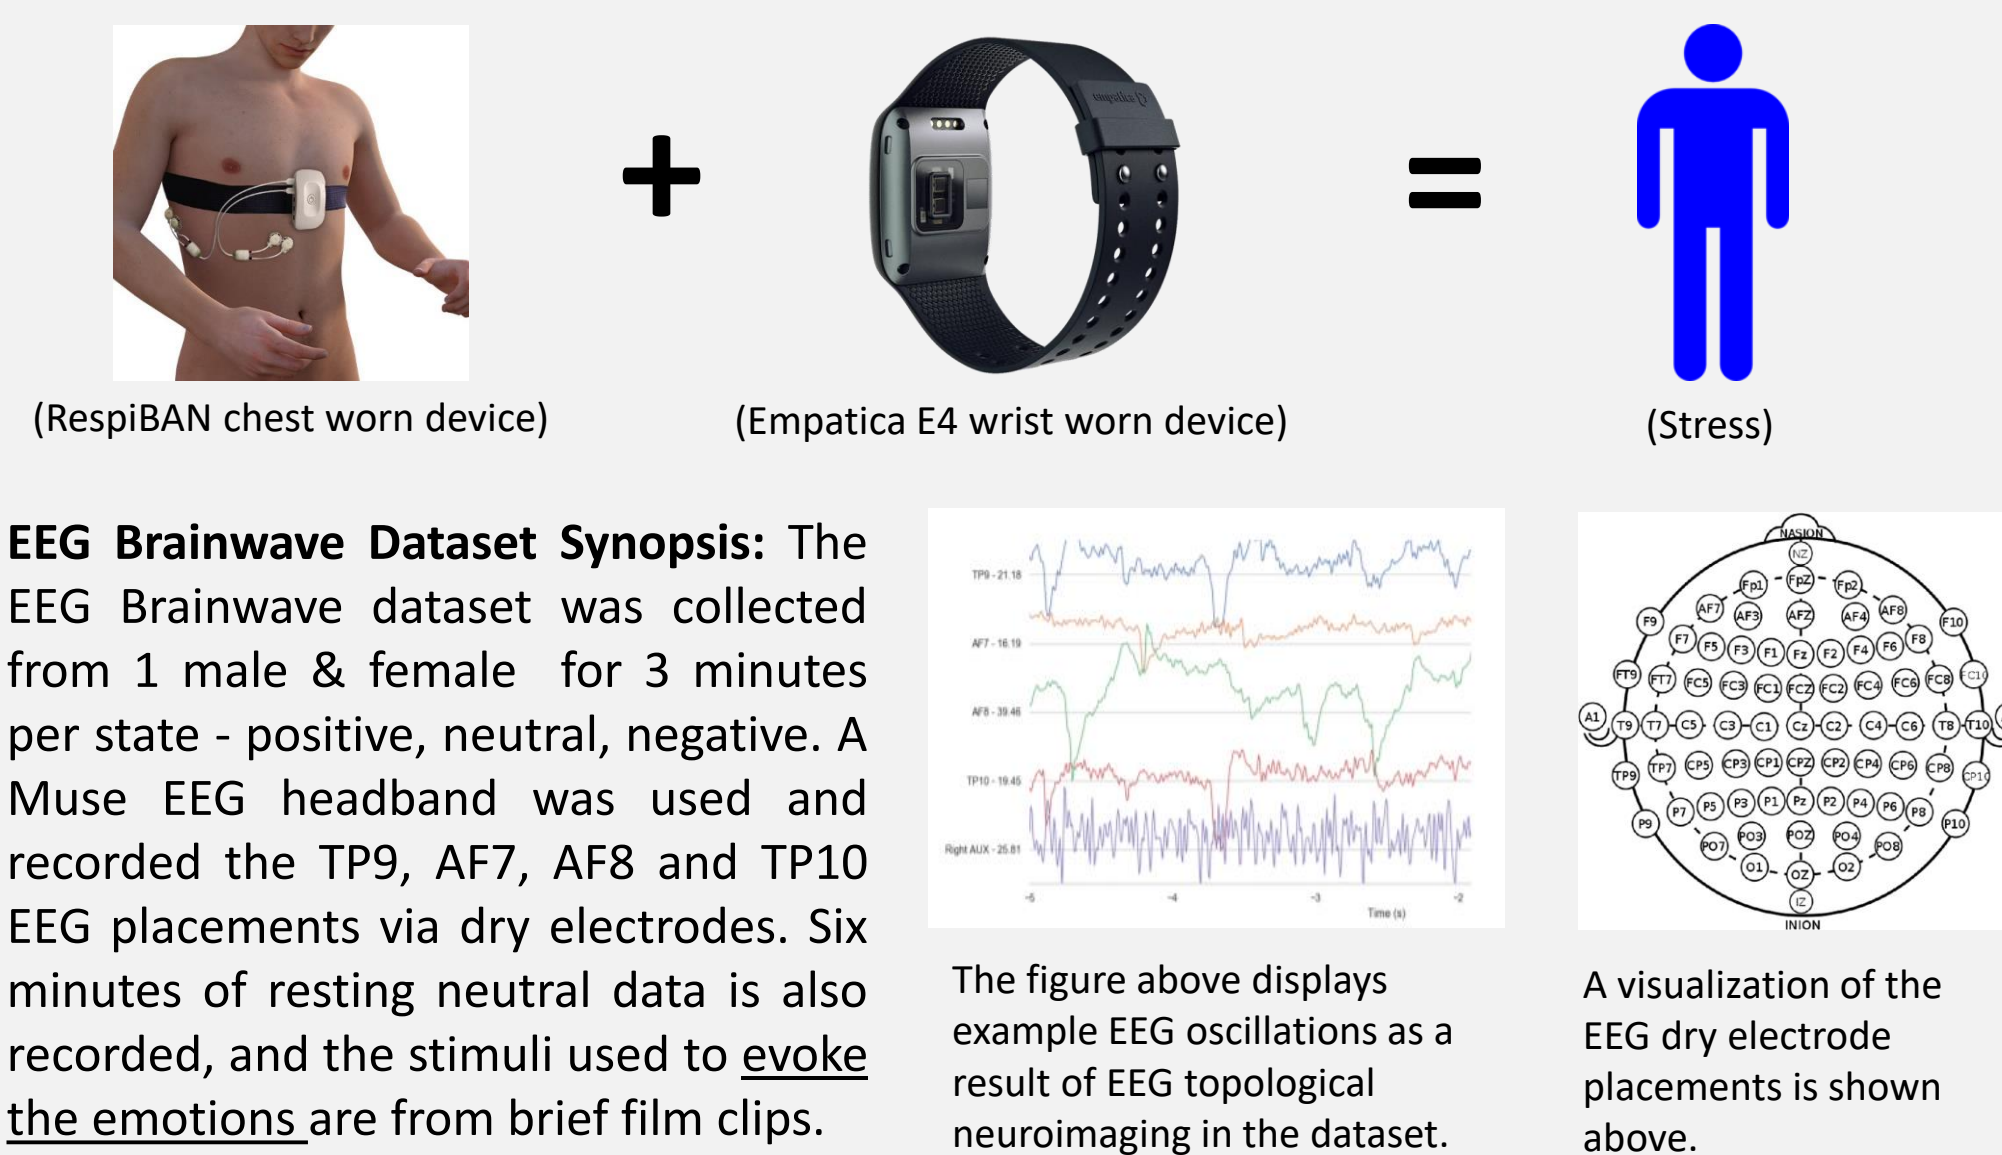 empatica
(RespiBAN chest worn device)
(Empatica E4 wrist worn device)
(Stress)
EEG Brainwave Dataset Synopsis: The
EEG Brainwave dataset was collected
from 1 male & female for 3 minutes
per state - positive, neutral, negative. A
Muse EEG headband was used and
recorded the TP9, AF7, AF8 and TP10
EEG placements via dry electrodes. Six
minutes of resting neutral data is also
recorded, and the stimuli used to evoke
the emotions are from brief film clips.
TP9 - 21.18
AF7 - 16.19
AF8 - 39.46
TP10 - 19.45
Right AUX - 25.81
-5 -4 -3 -2
Time (s)
The figure above displays
example EEG oscillations as a
result of EEG topological
neuroimaging in the dataset.
NASION
NZ
Fp1 FpZ Fp2
AF7 AF3 AFZ AF4 AF8
F9 F7 F5 F3 F1 Fz F2 F4 F6 F8 F10
FT9 FT7 FC5 FC3 FC1 FCZ FC2 FC4 FC6 FC8
A1 T9 T7 C5 C3 C1 Cz C2 C4 C6 T8 T10
TP9 TP7 CP5 CP3 CP1 CPZ CP2 CP4 CP6 CP8
P9 P7 P5 P3 P1 Pz P2 P4 P6 P8 P10
PO7 PO3 POZ PO4 PO8
O1 OZ O2
IZ
INION
A visualization of the
EEG dry electrode
placements is shown
above.